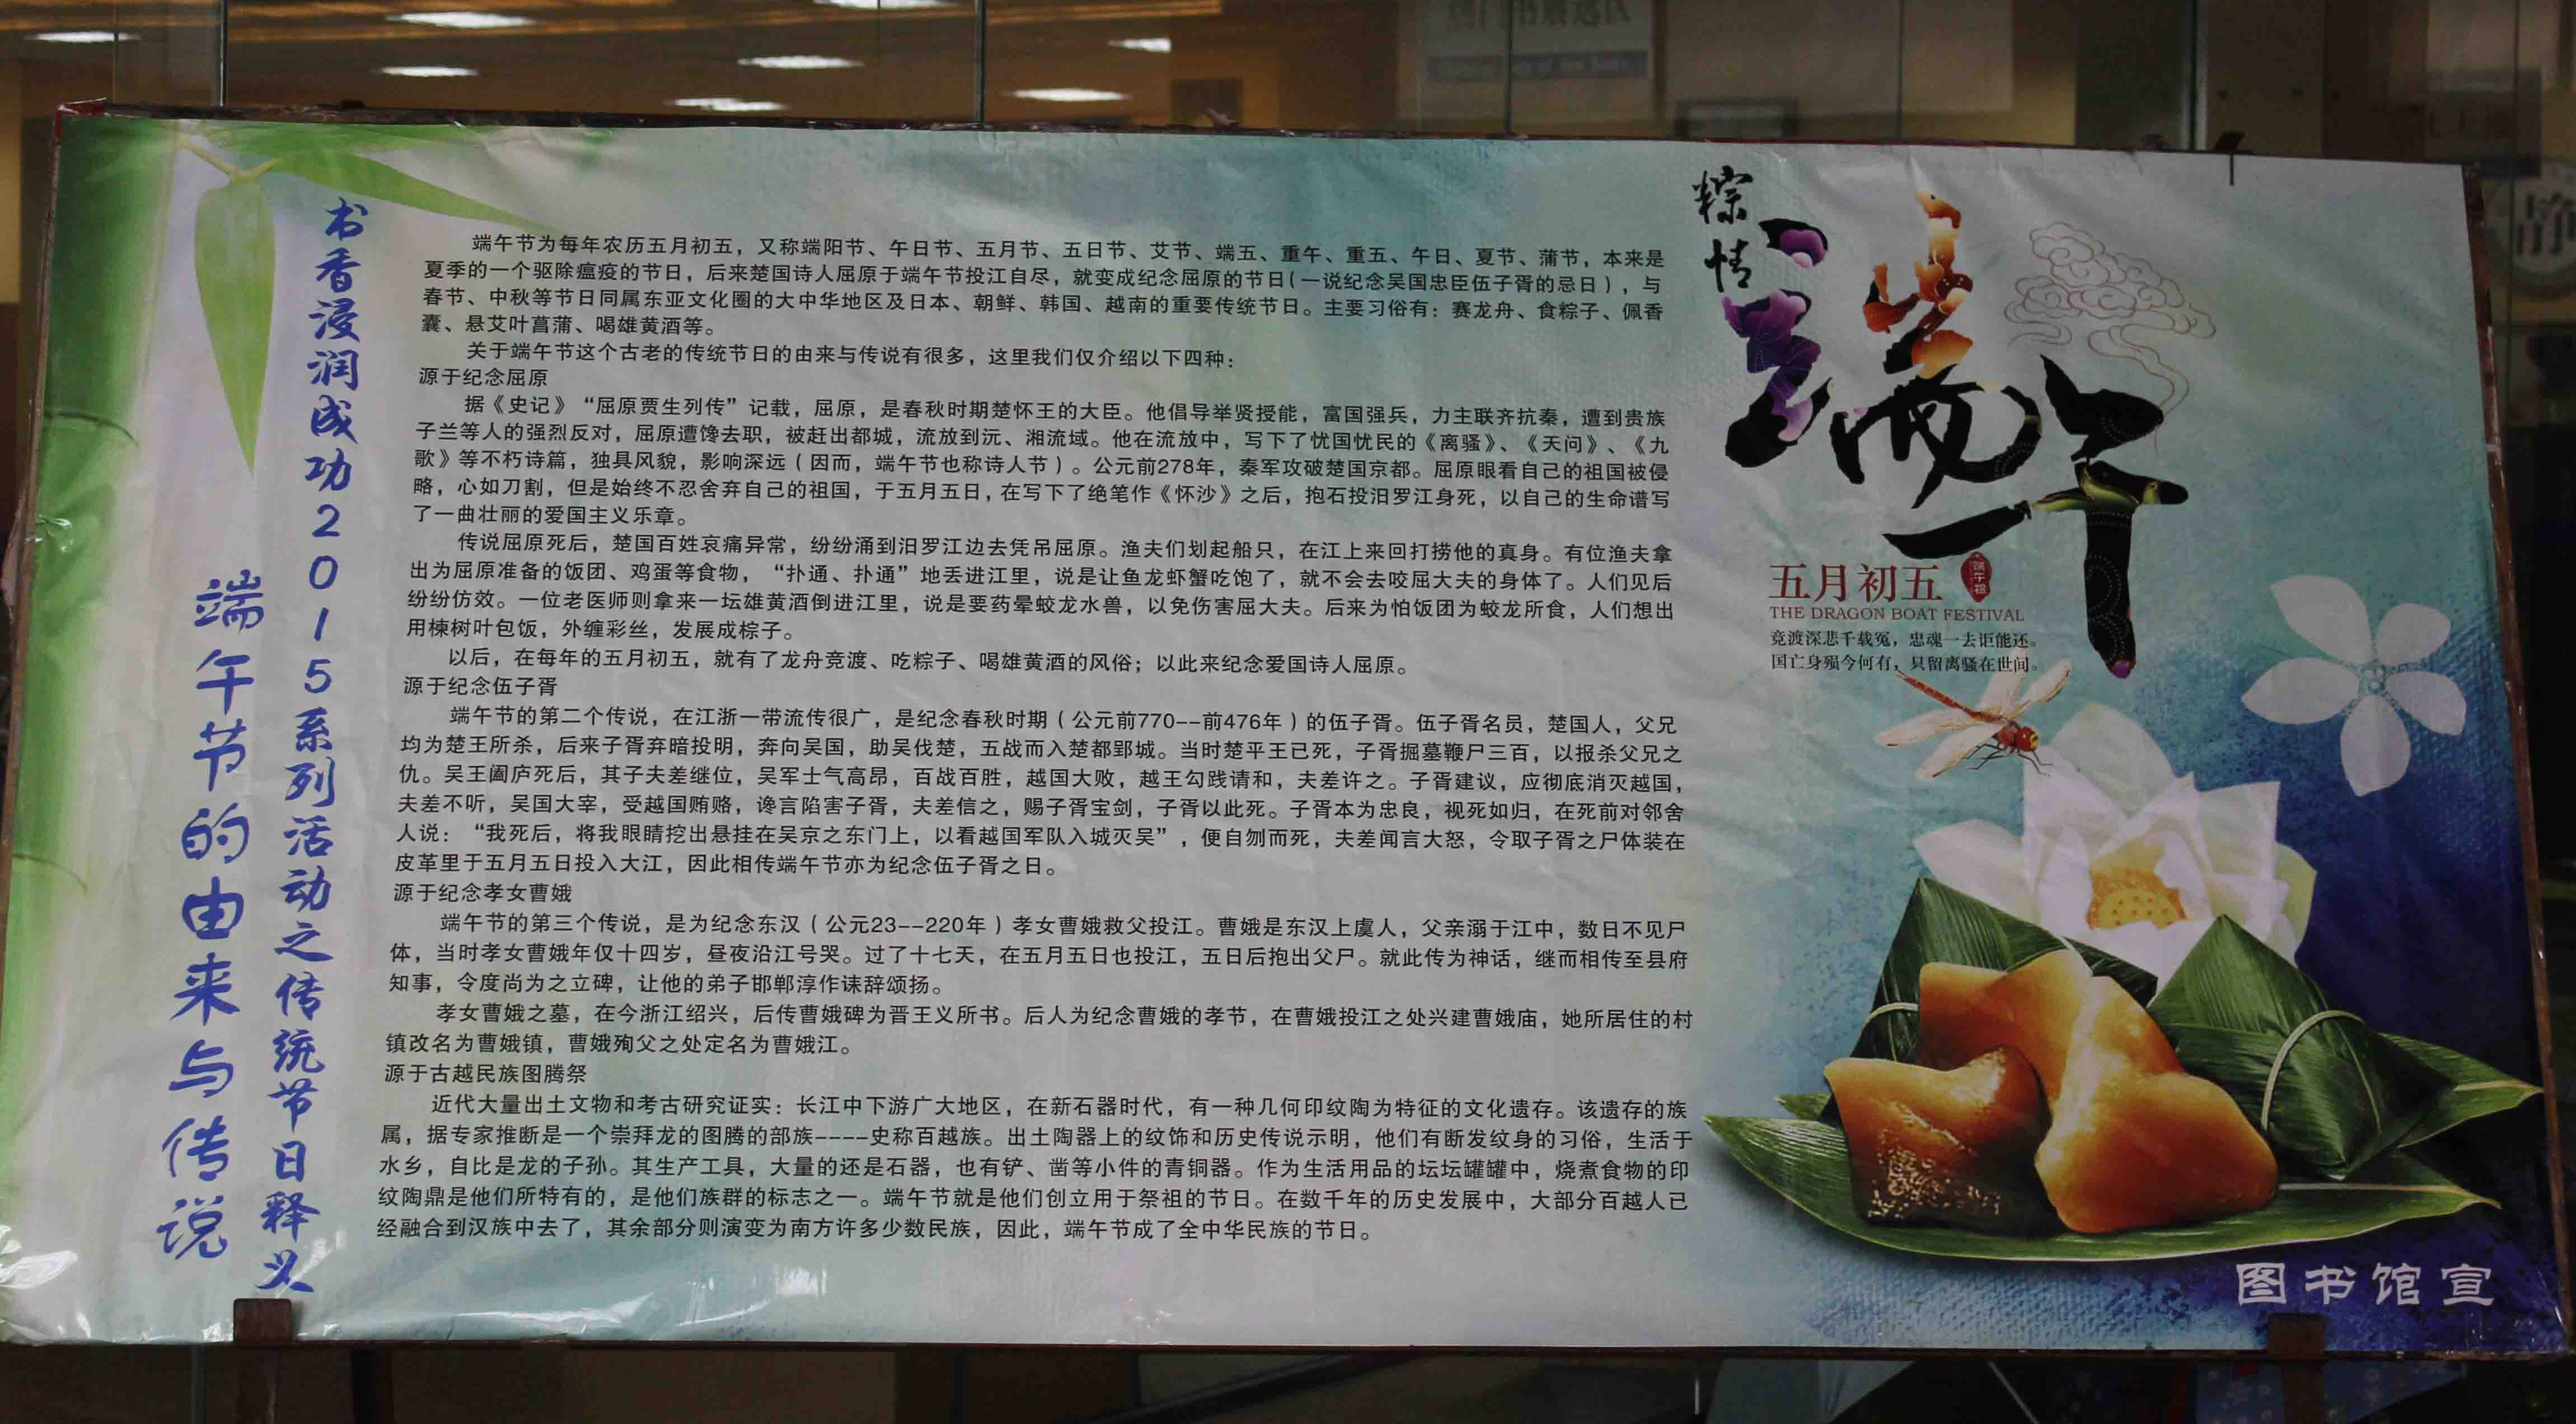 书香浸润成功2015系列活动之传统节日释义
端午节的由来与传说
端午节为每年农历五月初五，又称端阳节、午日节、五月节、五日节、艾节、端五、重午、重五、午日、夏节、蒲节，本来是
夏季的一个驱除瘟疫的节日，后来楚国诗人屈原于端午节投江自尽，就变成纪念屈原的节日(一说纪念吴国忠臣伍子胥的忌日)，与
春节、中秋等节日同属东亚文化圈的大中华地区及日本、朝鲜、韩国、越南的重要传统节日。主要习俗有：赛龙舟、食粽子、佩香
囊、悬艾叶菖蒲、喝雄黄酒等。
关于端午节这个古老的传统节日的由来与传说有很多，这里我们仅介绍以下四种：
源于纪念屈原
据《史记》“屈原贾生列传”记载，屈原，是春秋时期楚怀王的大臣。他倡导举贤授能，富国强兵，力主联齐抗秦，遭到贵族
子兰等人的强烈反对，屈原遭馋去职，被赶出都城，流放到沅、湘流域。他在流放中，写下了忧国忧民的《离骚》、《天问》、《九
歌》等不朽诗篇，独具风貌，影响深远（因而，端午节也称诗人节）。公元前278年，秦军攻破楚国京都。屈原眼看自己的祖国被侵
略，心如刀割，但是始终不忍舍弃自己的祖国，于五月五日，在写下了绝笔作《怀沙》之后，抱石投汨罗江身死，以自己的生命谱写
了一曲壮丽的爱国主义乐章。
传说屈原死后，楚国百姓哀痛异常，纷纷涌到汨罗江边去凭吊屈原。渔夫们划起船只，在江上来回打捞他的真身。有位渔夫拿
出为屈原准备的饭团、鸡蛋等食物，“扑通、扑通”地丢进江里，说是让鱼龙虾蟹吃饱了，就不会去咬屈大夫的身体了。人们见后
纷纷仿效。一位老医师则拿来一坛雄黄酒倒进江里，说是要药晕蛟龙水兽，以免伤害屈大夫。后来为怕饭团为蛟龙所食，人们想出
用楝树叶包饭，外缠彩丝，发展成棕子。
以后，在每年的五月初五，就有了龙舟竞渡、吃粽子、喝雄黄酒的风俗；以此来纪念爱国诗人屈原。
源于纪念伍子胥
端午节的第二个传说，在江浙一带流传很广，是纪念春秋时期（公元前770--前476年）的伍子胥。伍子胥名员，楚国人，父兄
均为楚王所杀，后来子胥弃暗投明，奔向吴国，助吴伐楚，五战而入楚都郢城。当时楚平王已死，子胥掘墓鞭尸三百，以报杀父兄之
仇。吴王阖庐死后，其子夫差继位，吴军士气高昂，百战百胜，越国大败，越王勾践请和，夫差许之。子胥建议，应彻底消灭越国，
夫差不听，吴国大宰，受越国贿赂，谗言陷害子胥，夫差信之，赐子胥宝剑，子胥以此死。子胥本为忠良，视死如归，在死前对邻舍
人说：“我死后，将我眼睛挖出悬挂在吴京之东门上，以看越国军队入城灭吴”，便自刎而死，夫差闻言大怒，令取子胥之尸体装在
皮革里于五月五日投入大江，因此相传端午节亦为纪念伍子胥之日。
源于纪念孝女曹娥
端午节的第三个传说，是为纪念东汉（公元23--220年）孝女曹娥救父投江。曹娥是东汉上虞人，父亲溺于江中，数日不见尸
体，当时孝女曹娥年仅十四岁，昼夜沿江号哭。过了十七天，在五月五日也投江，五日后抱出父尸。就此传为神话，继而相传至县府
知事，令度尚为之立碑，让他的弟子邯郸淳作诔辞颂扬。
孝女曹娥之墓，在今浙江绍兴，后传曹娥碑为晋王义所书。后人为纪念曹娥的孝节，在曹娥投江之处兴建曹娥庙，她所居住的村
镇改名为曹娥镇，曹娥殉父之处定名为曹娥江。
源于古越民族图腾祭
近代大量出土文物和考古研究证实：长江中下游广大地区，在新石器时代，有一种几何印纹陶为特征的文化遗存。该遗存的族
属，据专家推断是一个崇拜龙的图腾的部族----史称百越族。出土陶器上的纹饰和历史传说示明，他们有断发纹身的习俗，生活于
水乡，自比是龙的子孙。其生产工具，大量的还是石器，也有铲、凿等小件的青铜器。作为生活用品的坛坛罐罐中，烧煮食物的印
纹陶鼎是他们所特有的，是他们族群的标志之一。端午节就是他们创立用于祭祖的节日。在数千年的历史发展中，大部分百越人已
经融合到汉族中去了，其余部分则演变为南方许多少数民族，因此，端午节成了全中华民族的节日。
粽情
端午
五月初五
THE DRAGON BOAT FESTIVAL
竞渡深悲千载冤，忠魂一去讵能还。
国亡身殒今何有，只留离骚在世间。
图书馆宣